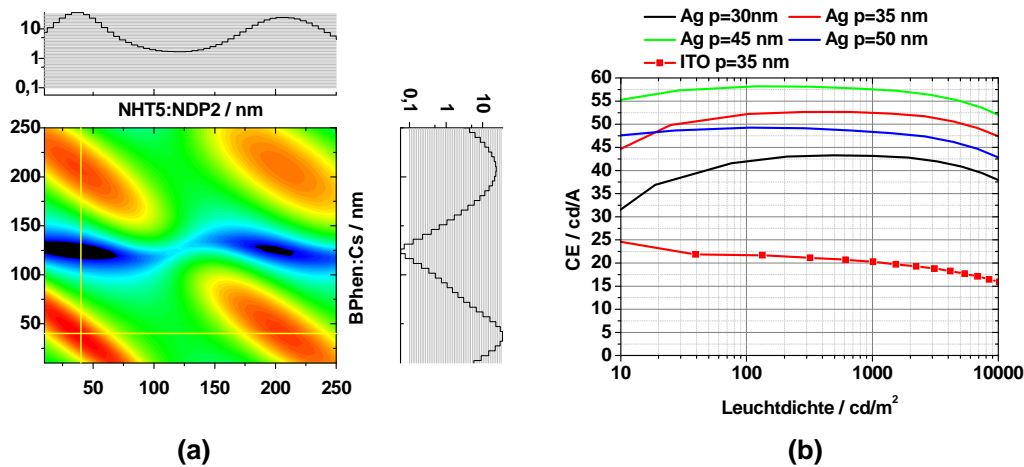 10
1
0,1
NHT5:NDP2 / nm
250
200
150
100
50
50 100 150 200 250
0,1 1 10
BPhen:Cs / nm
(a)
Ag p=30nm Ag p=35 nm
Ag p=45 nm Ag p=50 nm
ITO p=35 nm
60
55
50
45
40
35
30
25
20
15
10
5
0
CE / cd/A
10 100 1000 10000
Leuchtdichte / cd/m²
(b)